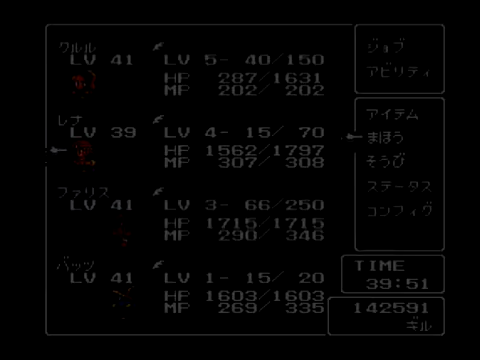 クルル
LV 41 LV 5- 40/150
HP 287/1631
MP 202/ 202
レナ
LV 39 LV 4- 15/ 70
HP 1562/1797
MP 307/ 308
ファリス
LV 41 LV 3- 66/250
HP 1715/1715
MP 290/ 346
バッツ
LV 41 LV 1- 15/ 20
HP 1603/1603
MP 269/ 335
ジョブ
アビリティ
アイテム
まほう
そうび
ステータス
コンフィグ
TIME
39:51
142591
ギル